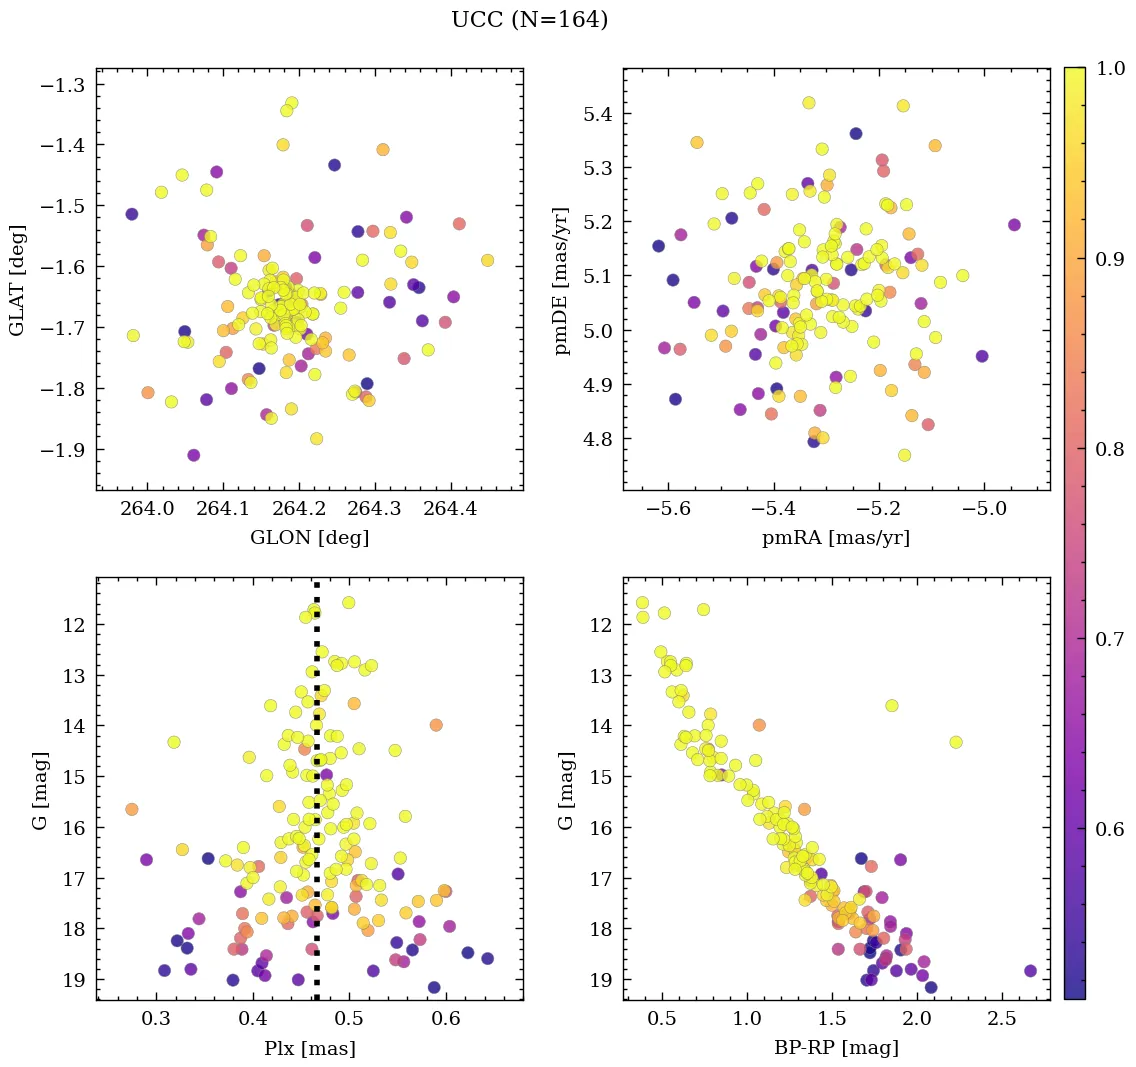 UCC (N=164)
−1.3
−1.4
−1.5
−1.6
−1.7
−1.8
−1.9
GLAT [deg]
264.0 264.1 264.2 264.3 264.4
GLON [deg]
5.4
5.3
5.2
5.1
5.0
4.9
4.8
pmDE [mas/yr]
−5.6 −5.4 −5.2 −5.0
pmRA [mas/yr]
12
13
14
15
16
17
18
19
G [mag]
0.3 0.4 0.5 0.6
Plx [mas]
12
13
14
15
16
17
18
19
G [mag]
0.5 1.0 1.5 2.0 2.5
BP-RP [mag]
1.0
0.9
0.8
0.7
0.6